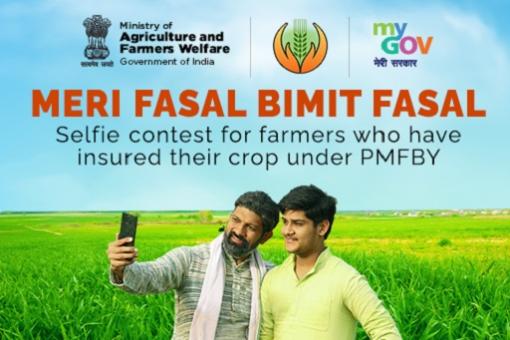 Ministry of
Agriculture and
Farmers Welfare
Government of India
सत्यमेव जयते
my
GOV
मेरी सरकार
MERI FASAL BIMIT FASAL
Selfie contest for farmers who have
insured their crop under PMFBY